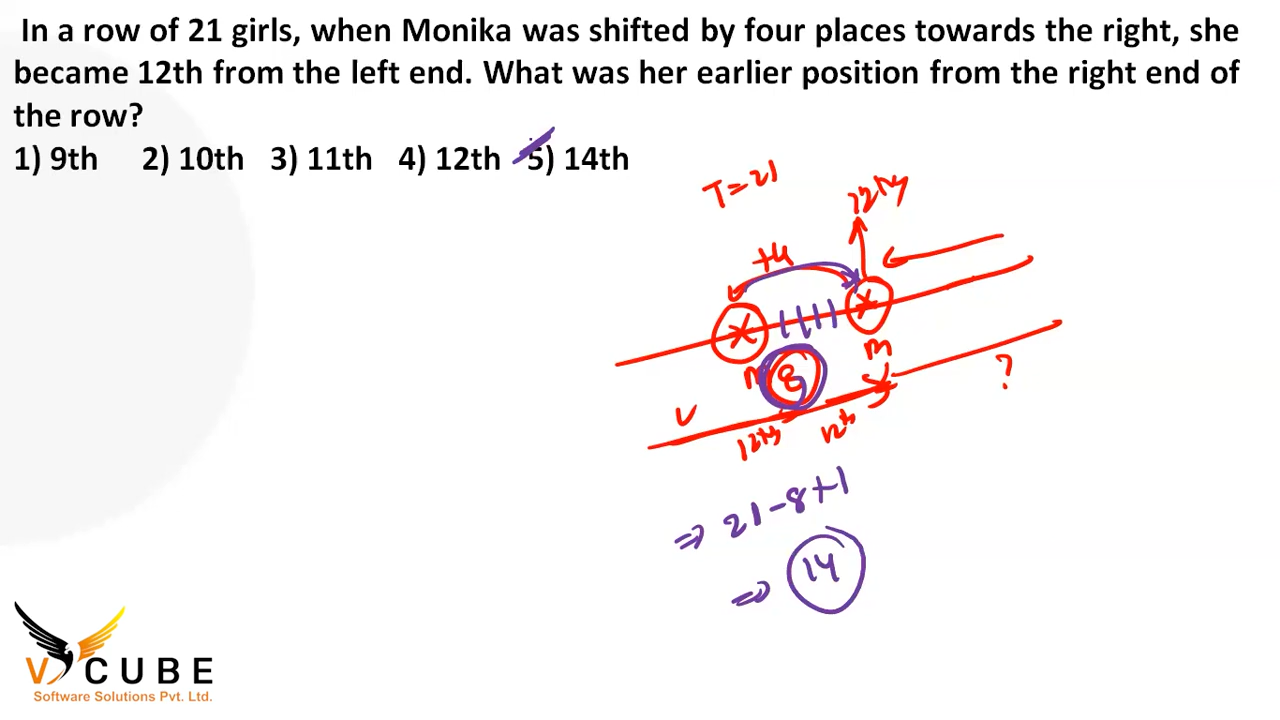 In a row of 21 girls, when Monika was shifted by four places towards the right, she
became 12th from the left end. What was her earlier position from the right end of
the row?
1) 9th 2) 10th 3) 11th 4) 12th 5) 14th
T=21
12th
+4
m
8
?
12th
12th
⇒ 21-8+1
⇒ 14
V CUBE
Software Solutions Pvt. Ltd.